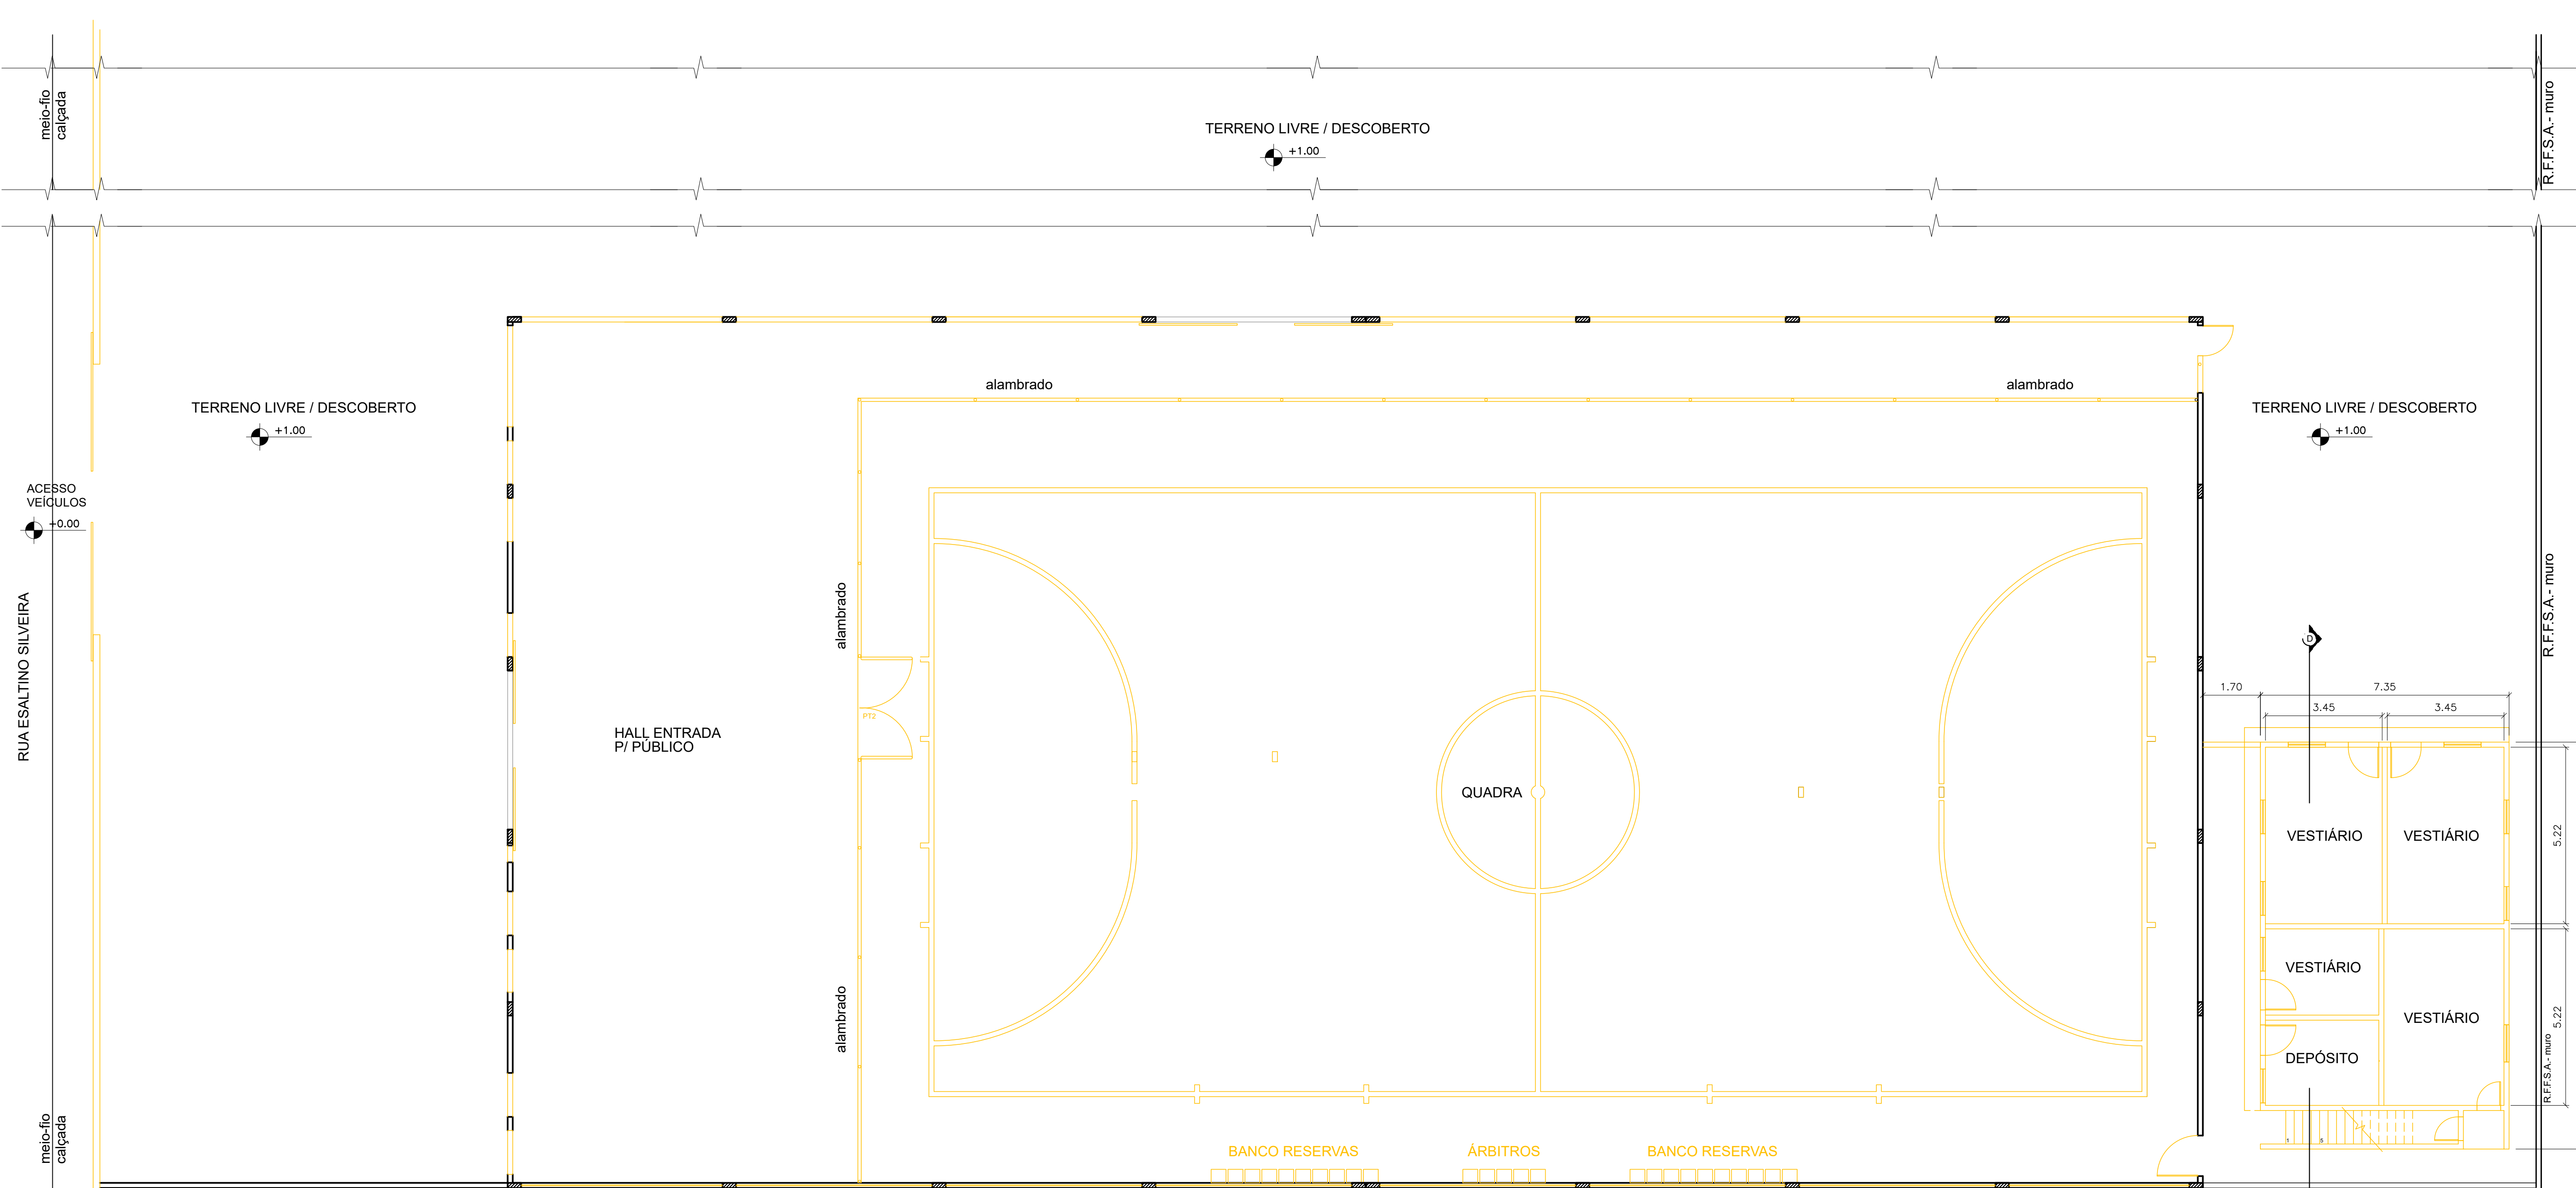 meio-fio
calçada
TERRENO LIVRE / DESCOBERTO
+1.00
R.F.F.S.A.- muro
alambrado
alambrado
TERRENO LIVRE / DESCOBERTO
+1.00
TERRENO LIVRE / DESCOBERTO
+1.00
ACESSO
VEÍCULOS
+0.00
RUA ESALTINO SILVEIRA
alambrado
R.F.F.S.A.- muro
D
1.70
7.35
3.45
3.45
PT2
HALL ENTRADA
P/ PÚBLICO
QUADRA
VESTIÁRIO
VESTIÁRIO
5.22
VESTIÁRIO
VESTIÁRIO
5.22
alambrado
DEPÓSITO
R.F.F.S.A.- muro
meio-fio
calçada
1
5
BANCO RESERVAS
ÁRBITROS
BANCO RESERVAS